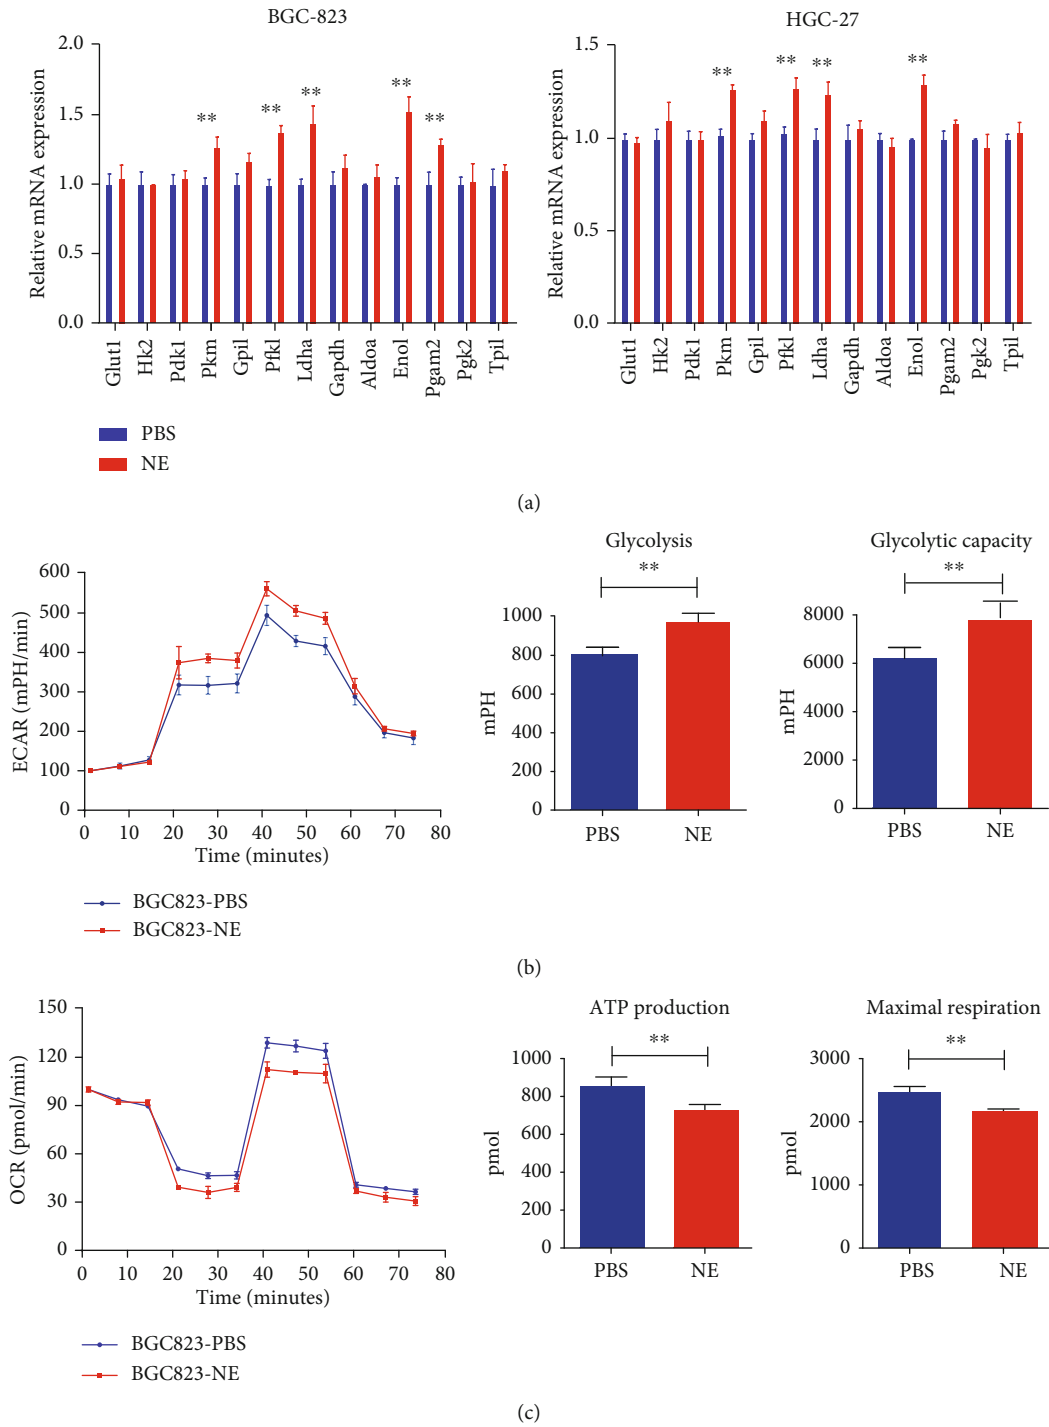 BGC-823
Relative mRNA expression
2.0
1.5
1.0
0.5
0.0
** ** ** ** **
Glut1 Hk2 Pdk1 Pkm Gpil Pfkl Ldha Gapdh Aldoa Enol Pgam2 Pgk2 Tpil
HGC-27
Relative mRNA expression
1.5
1.0
0.5
0.0
** ** ** **
Glut1 Hk2 Pdk1 Pkm Gpil Pfkl Ldha Gapdh Aldoa Enol Pgam2 Pgk2 Tpil
PBS
NE
(a)
ECAR (mPH/min)
600
500
400
300
200
100
0
0 10 20 30 40 50 60 70 80
Time (minutes)
BGC823-PBS
BGC823-NE
Glycolysis
**
mPH
1000
800
600
400
200
0
PBS NE
Glycolytic capacity
**
mPH
8000
6000
4000
2000
0
PBS NE
(b)
OCR (pmol/min)
150
120
90
60
30
0
0 10 20 30 40 50 60 70 80
Time (minutes)
BGC823-PBS
BGC823-NE
ATP production
**
pmol
1000
800
600
400
200
0
PBS NE
Maximal respiration
**
pmol
3000
2000
1000
0
PBS NE
(c)